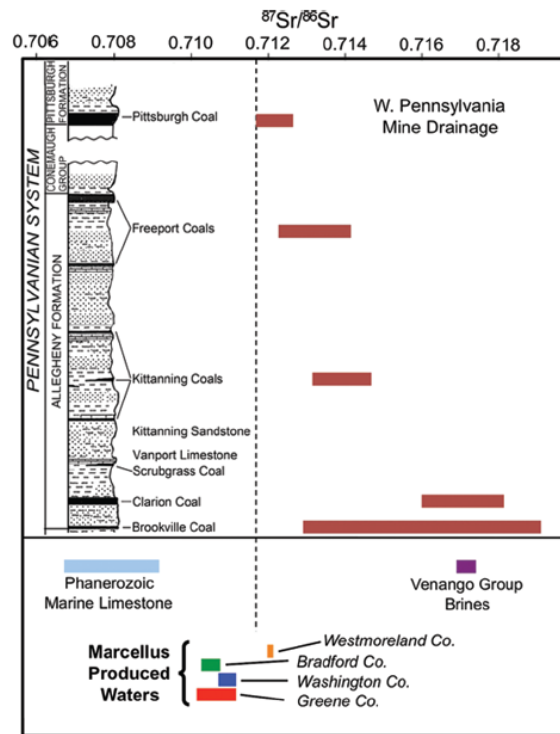 ⁸⁷Sr/⁸⁶Sr
0.706 0.708 0.710 0.712 0.714 0.716 0.718
W. Pennsylvania
Mine Drainage
PENNSYLVANIAN SYSTEM
PITTSBURGH
FORMATION
CONEMAUGH
GROUP
ALLEGHENY FORMATION
Pittsburgh Coal
Freeport Coals
Kittanning Coals
Kittanning Sandstone
Vanport Limestone
Scrubgrass Coal
Clarion Coal
Brookville Coal
Phanerozoic
Marine Limestone
Venango Group
Brines
Marcellus
Produced
Waters
Westmoreland Co.
Bradford Co.
Washington Co.
Greene Co.